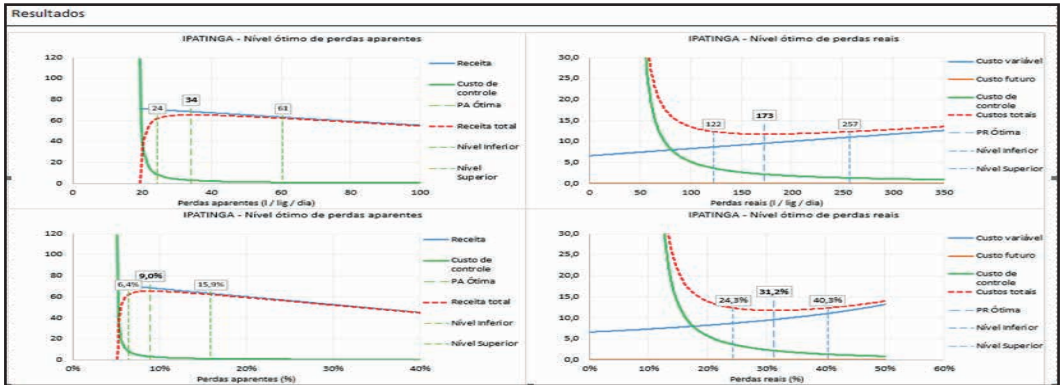 Resultados
IPATINGA - Nível ótimo de perdas aparentes
120
100
80
60
40
20
0
24
34
61
0 20 40 60 80 100
Perdas aparentes (l / lig / dia)
Receita
Custo de
controle
PA Ótima
Receita total
Nível Inferior
Nível
Superior
IPATINGA - Nível ótimo de perdas reais
30,0
25,0
20,0
15,0
10,0
5,0
0,0
122
173
257
0 50 100 150 200 250 300 350
Perdas reais (l / lig / dia)
Custo variável
Custo futuro
Custo de
controle
Custos totais
PR Ótima
Nível Inferior
Nível Superior
IPATINGA - Nível ótimo de perdas aparentes
120
100
80
60
40
20
0
6,4%
9,0%
15,9%
0% 10% 20% 30% 40%
Perdas aparentes (%)
Receita
Custo de
controle
PA Ótima
Receita total
Nível Inferior
Nível Superior
IPATINGA - Nível ótimo de perdas reais
30,0
25,0
20,0
15,0
10,0
5,0
0,0
24,3%
31,2%
40,3%
0% 10% 20% 30% 40% 50% 60%
Perdas reais (%)
Custo variável
Custo futuro
Custo de
controle
Custos totais
PR Ótima
Nível Inferior
Nível Superior